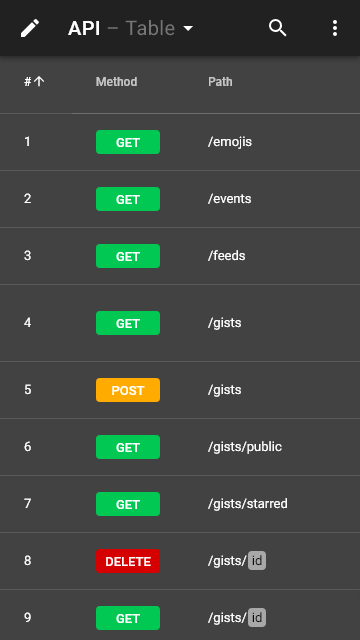 API – Table
# Method Path
1 GET /emojis
2 GET /events
3 GET /feeds
4 GET /gists
5 POST /gists
6 GET /gists/public
7 GET /gists/starred
8 DELETE /gists/ id
9 GET /gists/ id